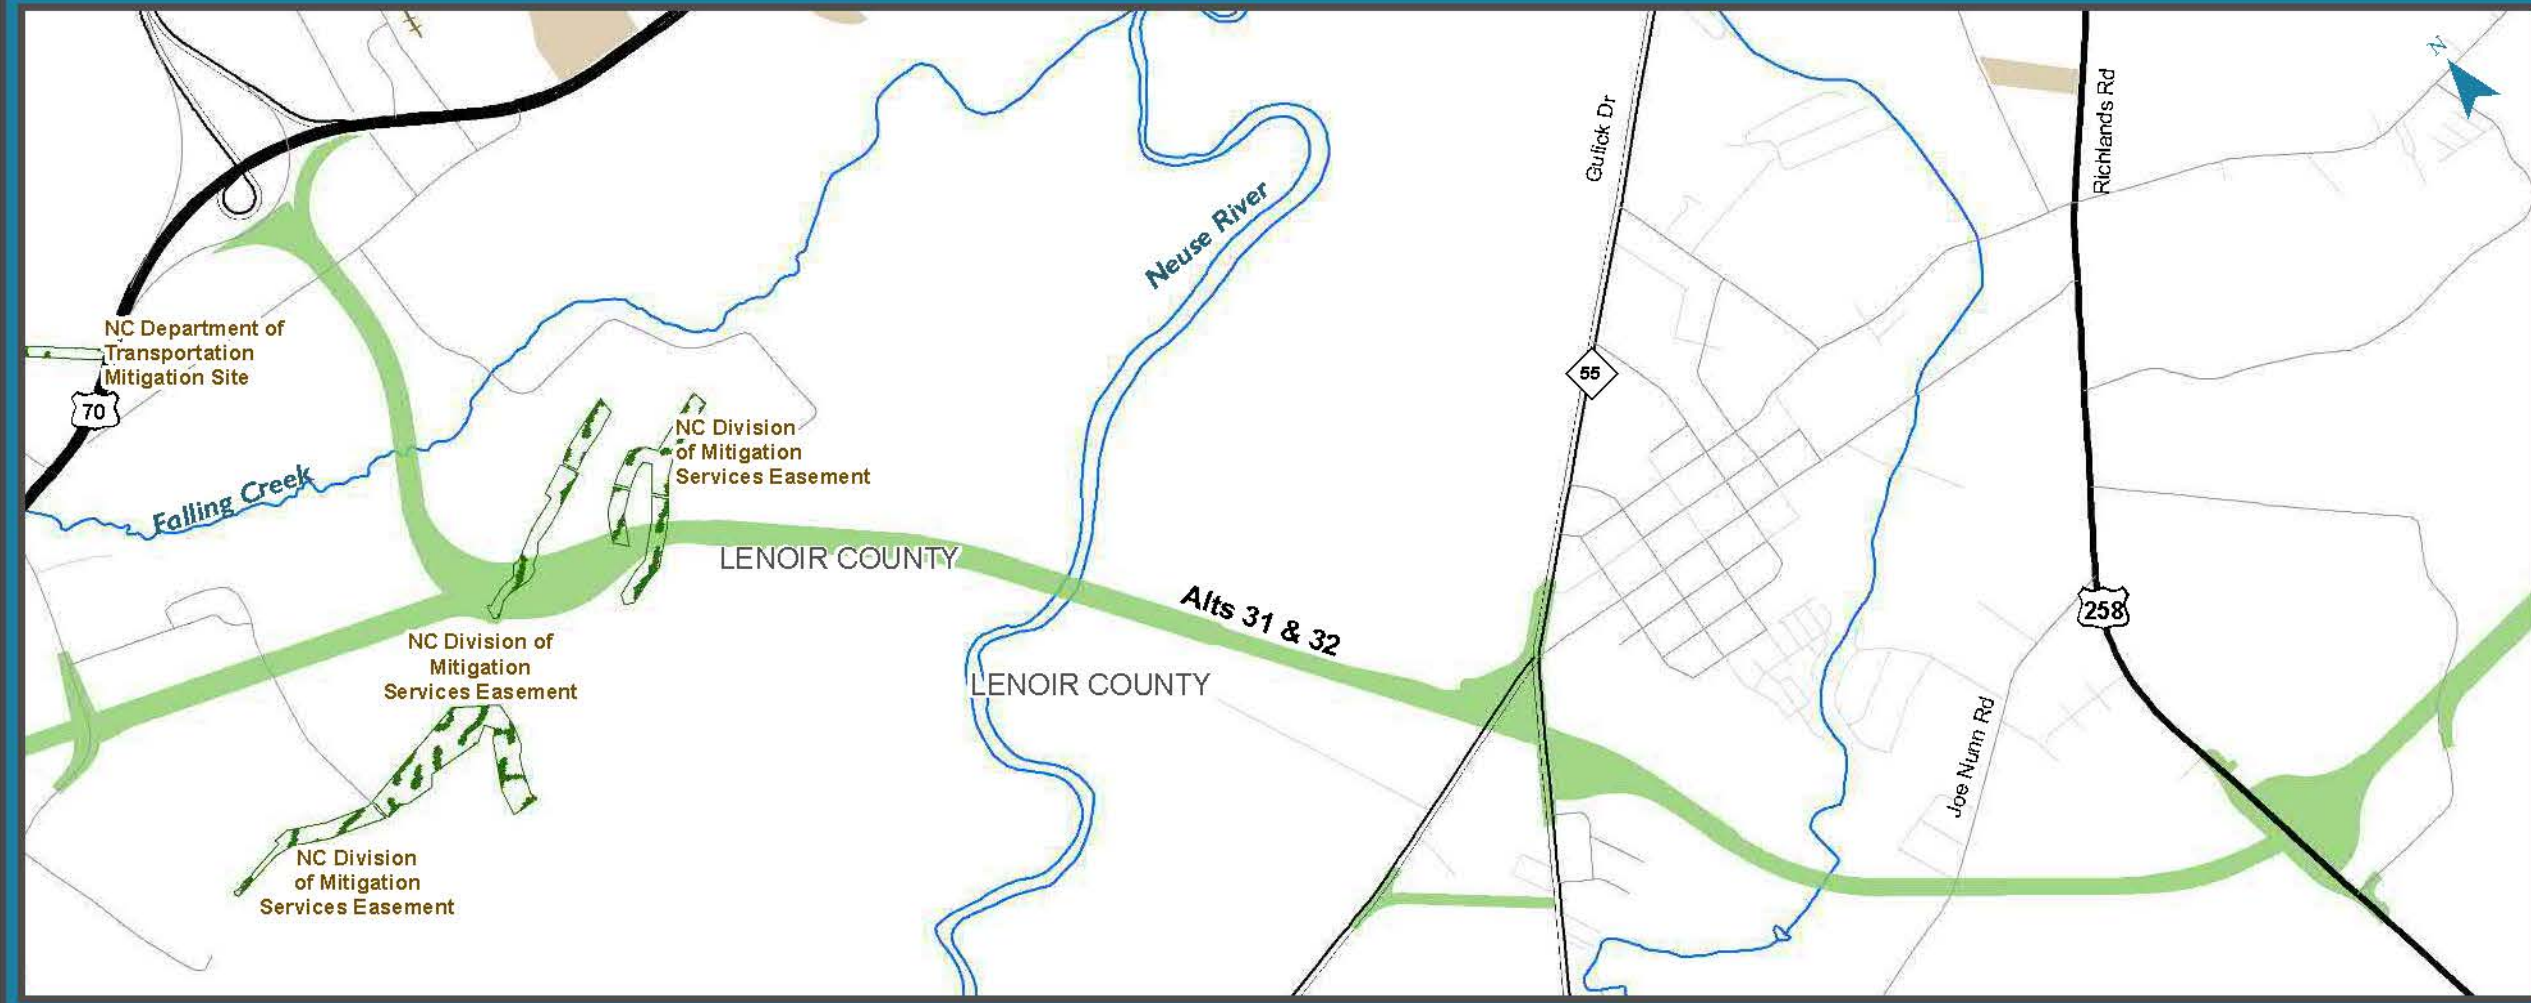 N
Richlands Rd
Gulick Dr
Neuse River
NC Department of
Transportation
Mitigation Site
70
55
NC Division
of Mitigation
Services Easement
Falling Creek
LENOIR COUNTY
Alts 31 & 32
258
NC Division of
Mitigation
Services Easement
LENOIR COUNTY
Joe Nunn Rd
NC Division
of Mitigation
Services Easement